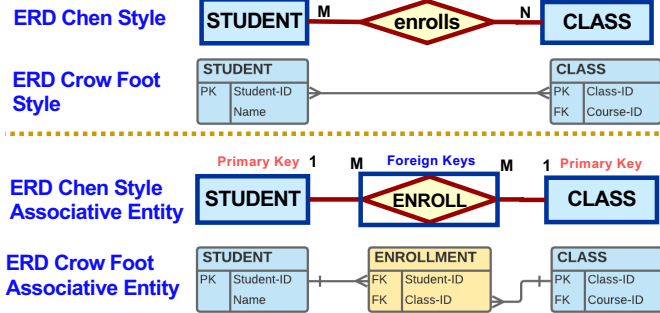 ERD Chen Style
STUDENT
M
enrolls
N
CLASS
ERD Crow Foot
Style
STUDENT
PK Student-ID
Name
CLASS
PK Class-ID
FK Course-ID
Primary Key 1
M Foreign Keys M
1 Primary Key
ERD Chen Style
Associative Entity
STUDENT
ENROLL
CLASS
ERD Crow Foot
Associative Entity
STUDENT
PK Student-ID
Name
ENROLLMENT
FK Student-ID
FK Class-ID
CLASS
PK Class-ID
FK Course-ID